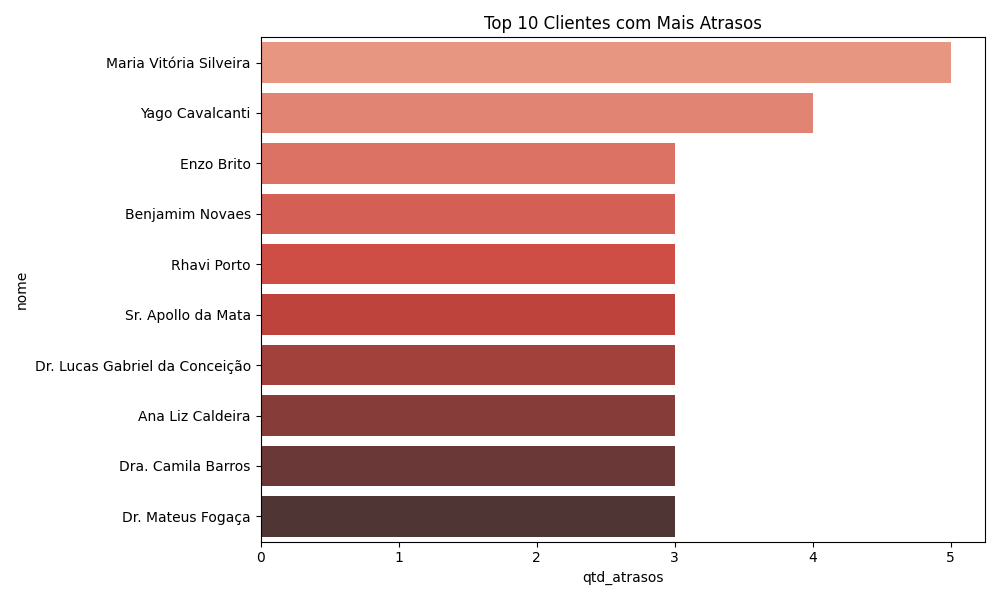 Top 10 Clientes com Mais Atrasos
nome
Maria Vitória Silveira
Yago Cavalcanti
Enzo Brito
Benjamim Novaes
Rhavi Porto
Sr. Apollo da Mata
Dr. Lucas Gabriel da Conceição
Ana Liz Caldeira
Dra. Camila Barros
Dr. Mateus Fogaça
0 1 2 3 4 5
qtd_atrasos